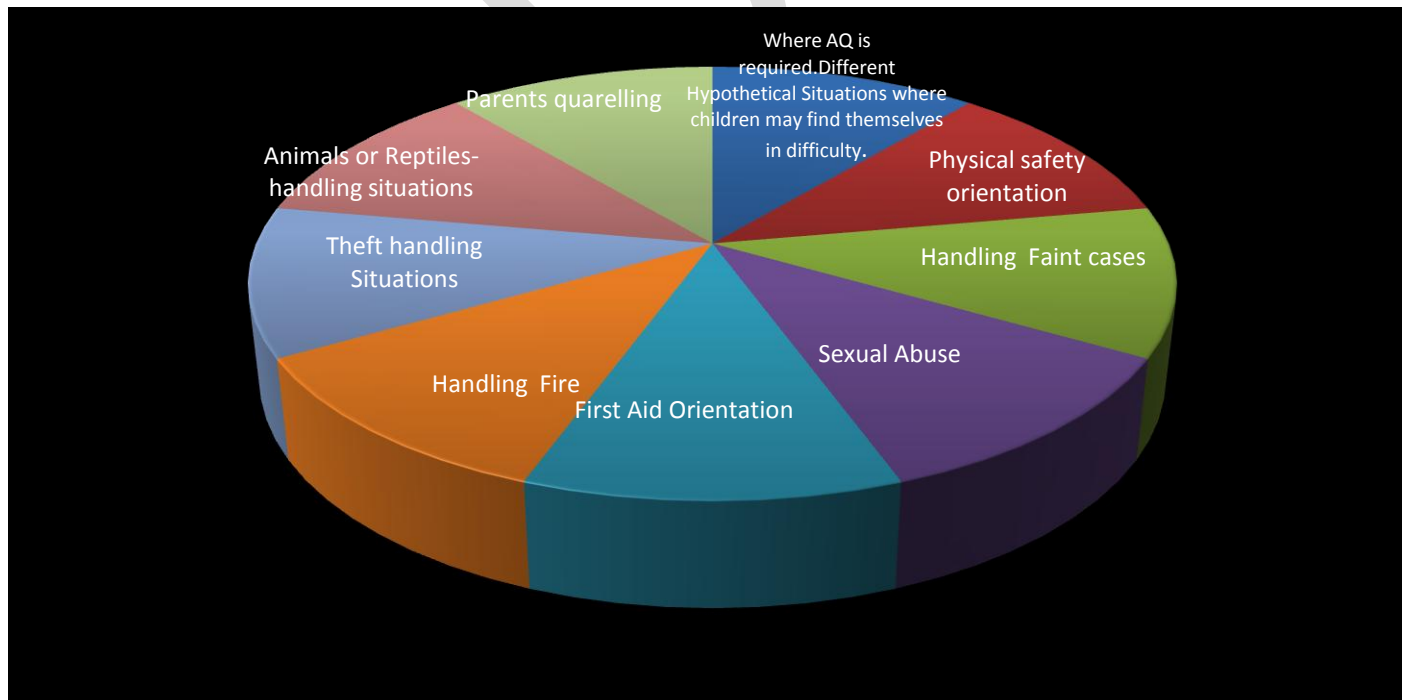 Where AQ is
required.Different
Hypothetical Situations where
children may find themselves
in difficulty.
Physical safety
orientation
Handling  Faint cases
Sexual Abuse
First Aid Orientation
Handling  Fire
Theft handling
Situations
Animals or Reptiles-
handling situations
Parents quarelling